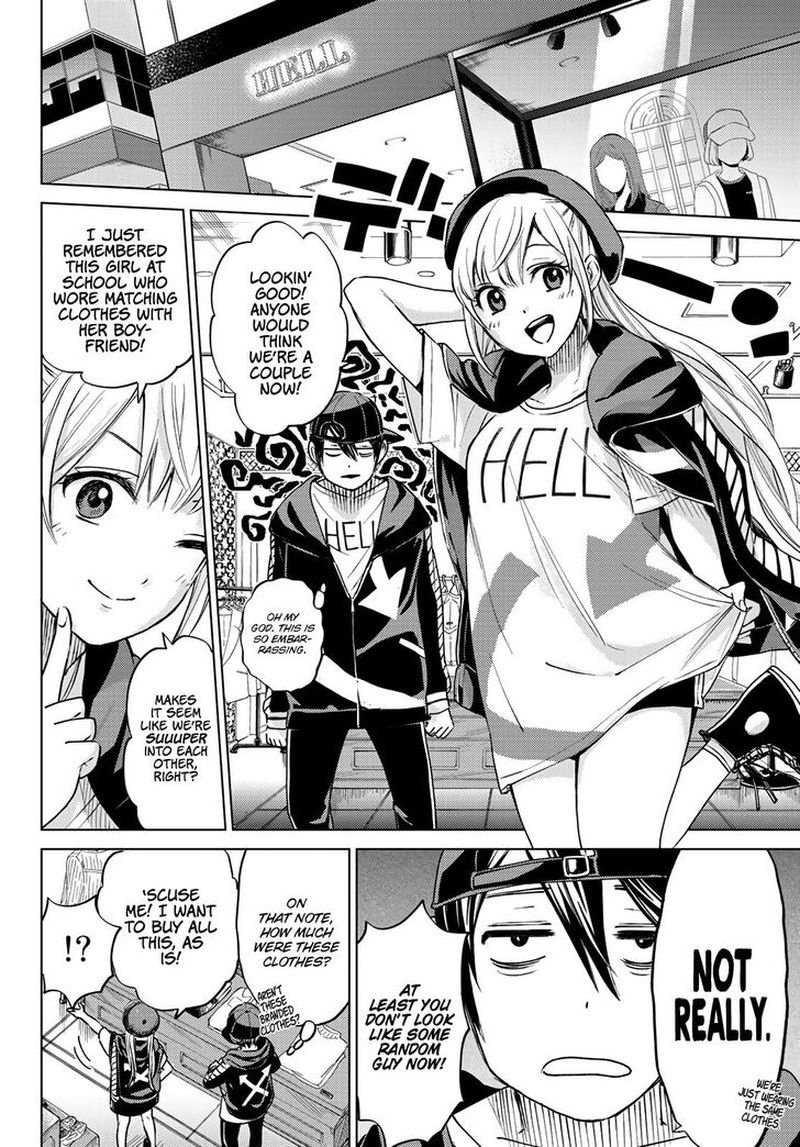 HELL
デデーン!
LOOKIN'
GOOD!
ANYONE
WOULD
THINK
WE'RE A
COUPLE
NOW!
HELL
HELL
OH MY
GOD. THIS IS
SO EMBAR-
RASSING.
I JUST
REMEMBERED
THIS GIRL AT
SCHOOL WHO
WORE MATCHING
CLOTHES WITH
HER BOY-
FRIEND!
MAKES
IT SEEM
LIKE WE'RE
SUUUPER
INTO EACH
OTHER,
RIGHT?
NOT
REALLY.
WE'RE
JUST WEARING
THE SAME
CLOTHES
AT
LEAST YOU
DON'T LOOK
LIKE SOME
RANDOM
GUY NOW!
ON
THAT NOTE,
HOW MUCH
WERE THESE
CLOTHES?
AREN'T
THESE
BRANDED
CLOTHES?
'SCUSE
ME! I WANT
TO BUY ALL
THIS, AS
IS!
!?